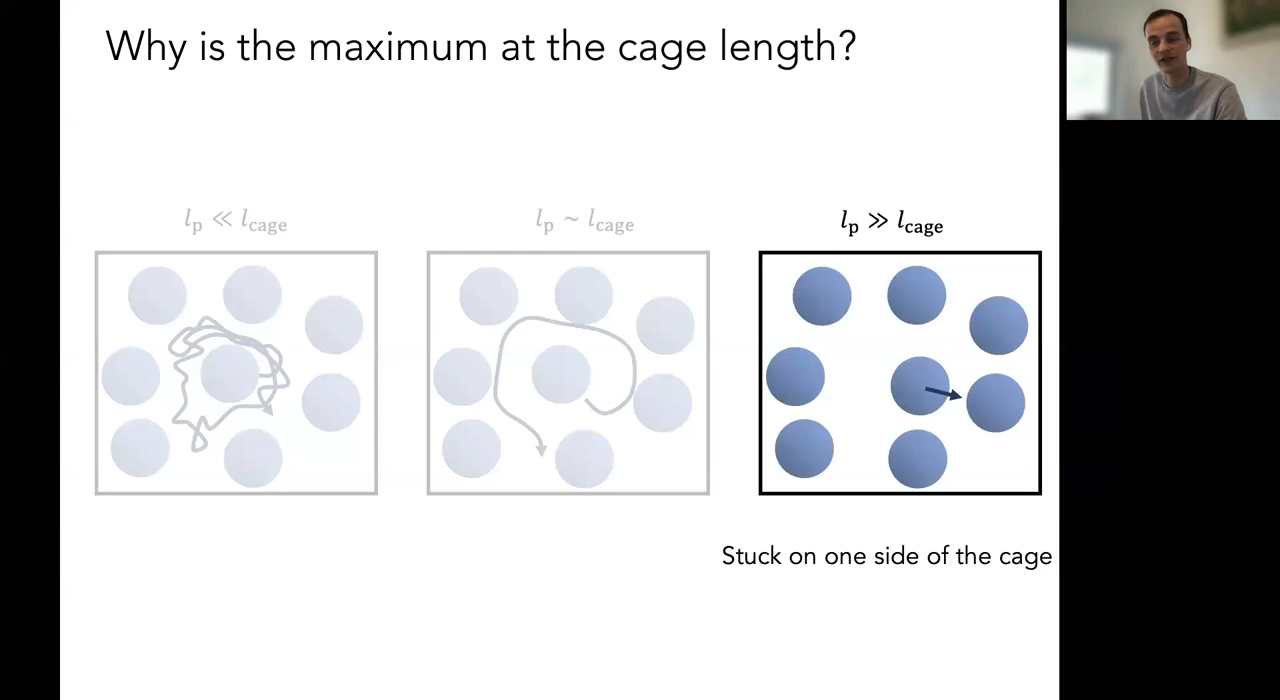 Why is the maximum at the cage length?
l_p ≪ l_cage
l_p ~ l_cage
l_p ≫ l_cage
Stuck on one side of the cage